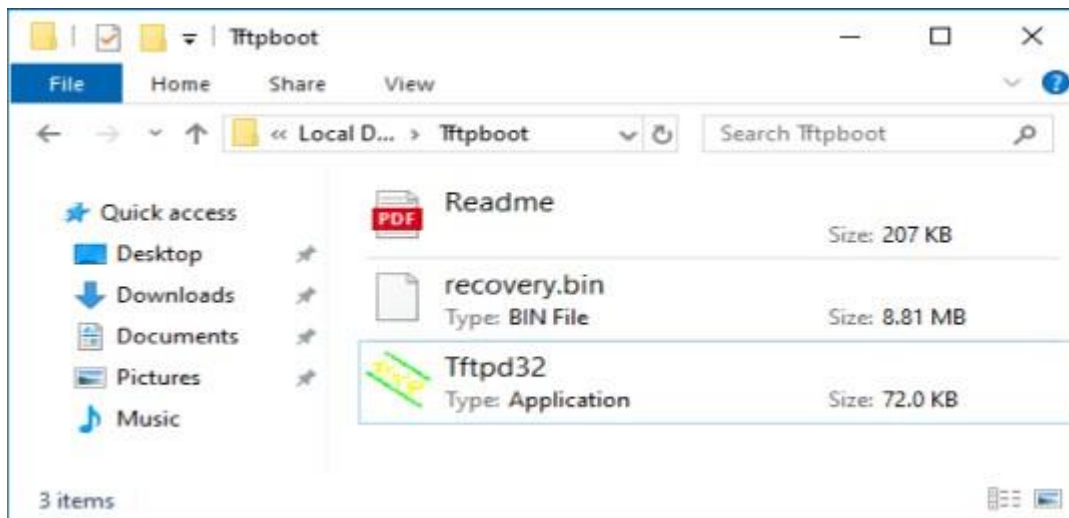 Tftpboot
File Home Share View
« Local D... › Tftpboot
Search Tftpboot
Quick access
Desktop
Downloads
Documents
Pictures
Music
PDF
Readme
Size: 207 KB
recovery.bin
Type: BIN File Size: 8.81 MB
Tftpd32
Type: Application Size: 72.0 KB
3 items